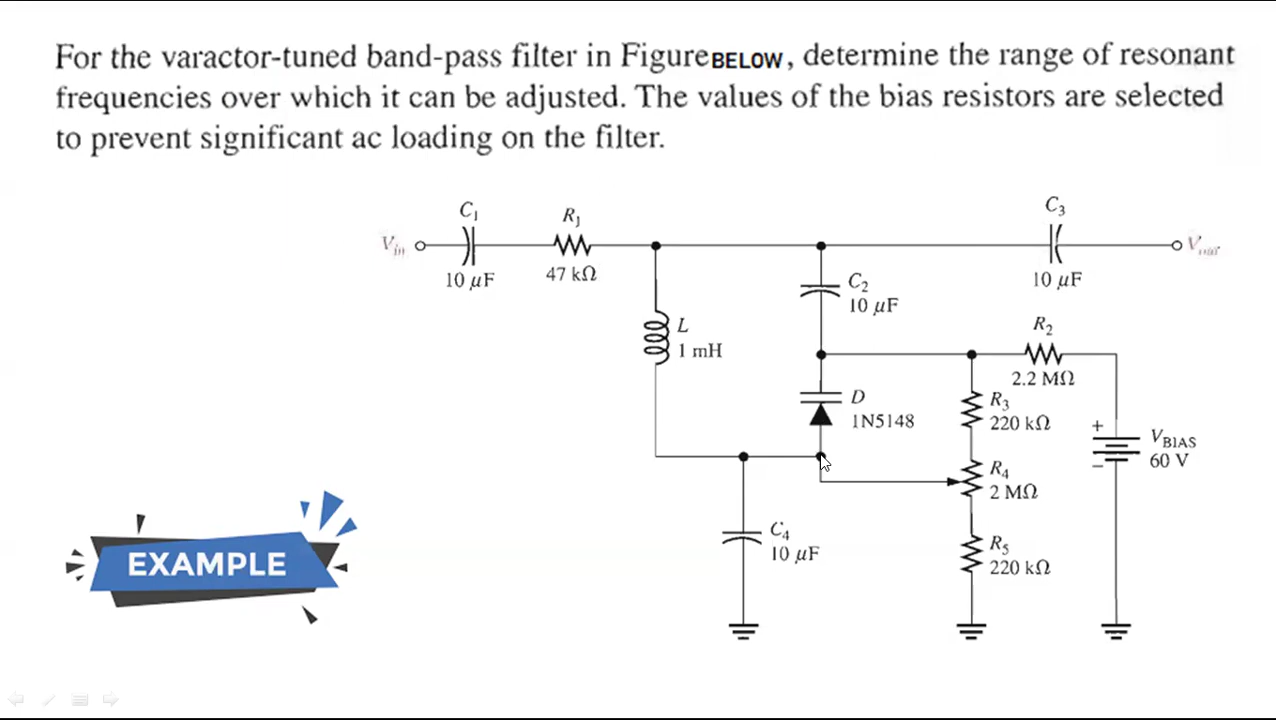 For the varactor-tuned band-pass filter in Figure BELOW, determine the range of resonant
frequencies over which it can be adjusted. The values of the bias resistors are selected
to prevent significant ac loading on the filter.
C₁
10 μF
R₁
47 kΩ
V_in
C₃
10 μF
V_out
C₂
10 μF
L
1 mH
R₂
2.2 MΩ
D
1N5148
R₃
220 kΩ
+
−
V_BIAS
60 V
R₄
2 MΩ
C₄
10 μF
R₅
220 kΩ
EXAMPLE